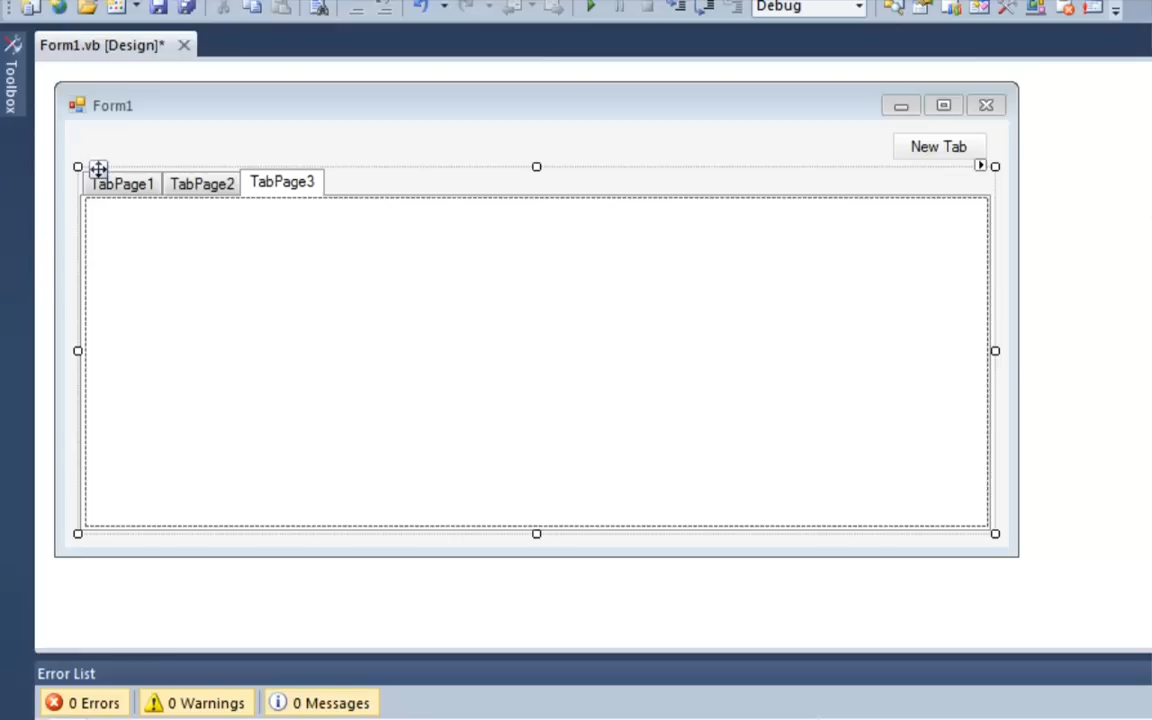 Debug
Form1.vb [Design]*
Toolbox
Form1
New Tab
TabPage1 TabPage2 TabPage3
Error List
0 Errors 0 Warnings 0 Messages